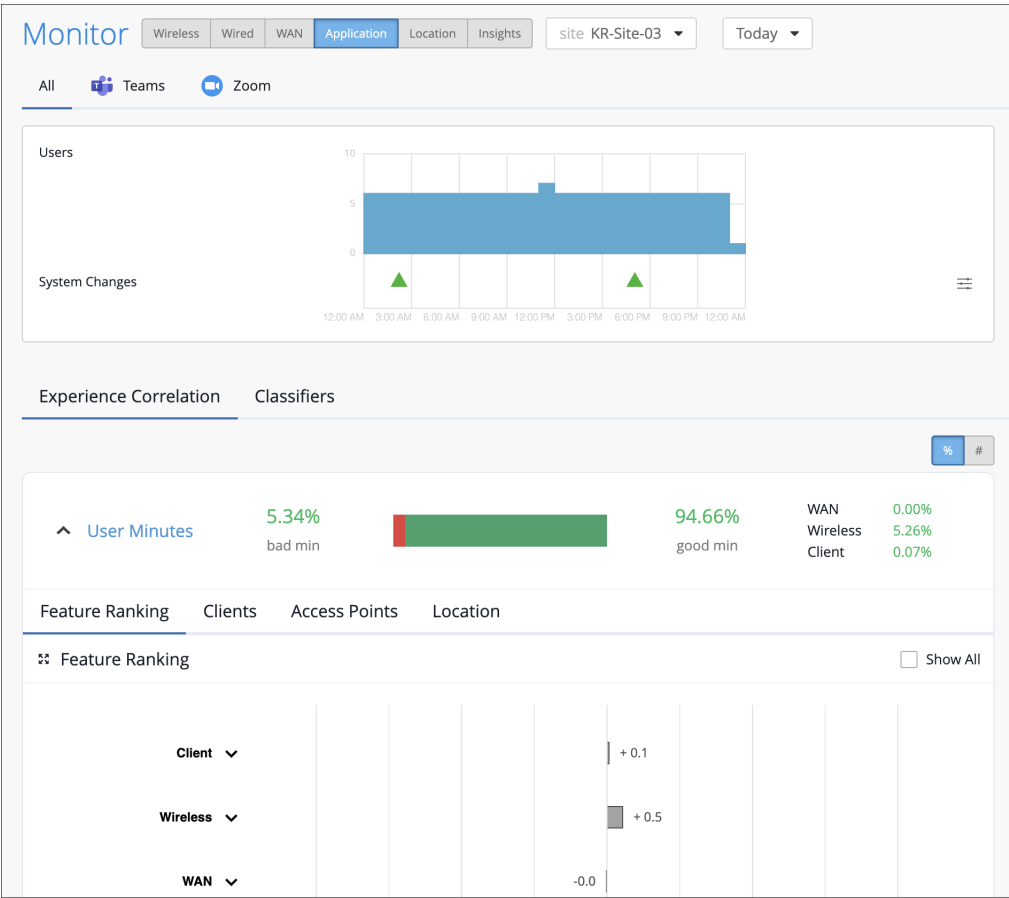 Monitor Wireless Wired WAN Application Location Insights site KR-Site-03 Today
All Teams Zoom
Users
10
5
0
System Changes
12:00 AM 3:00 AM 6:00 AM 9:00 AM 12:00 PM 3:00 PM 6:00 PM 9:00 PM 12:00 AM
Experience Correlation Classifiers
% #
User Minutes
5.34%
bad min
94.66%
good min
WAN 0.00%
Wireless 5.26%
Client 0.07%
Feature Ranking Clients Access Points Location
Feature Ranking Show All
Client + 0.1
Wireless + 0.5
WAN -0.0